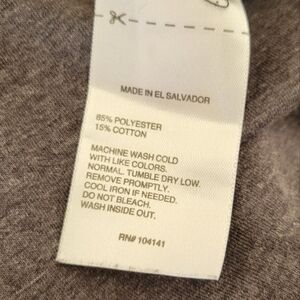 MADE IN EL SALVADOR
85% POLYESTER
15% COTTON
MACHINE WASH COLD
WITH LIKE COLORS.
NORMAL. TUMBLE DRY LOW.
REMOVE PROMPTLY.
COOL IRON IF NEEDED.
DO NOT BLEACH.
WASH INSIDE OUT.
RN# 104141